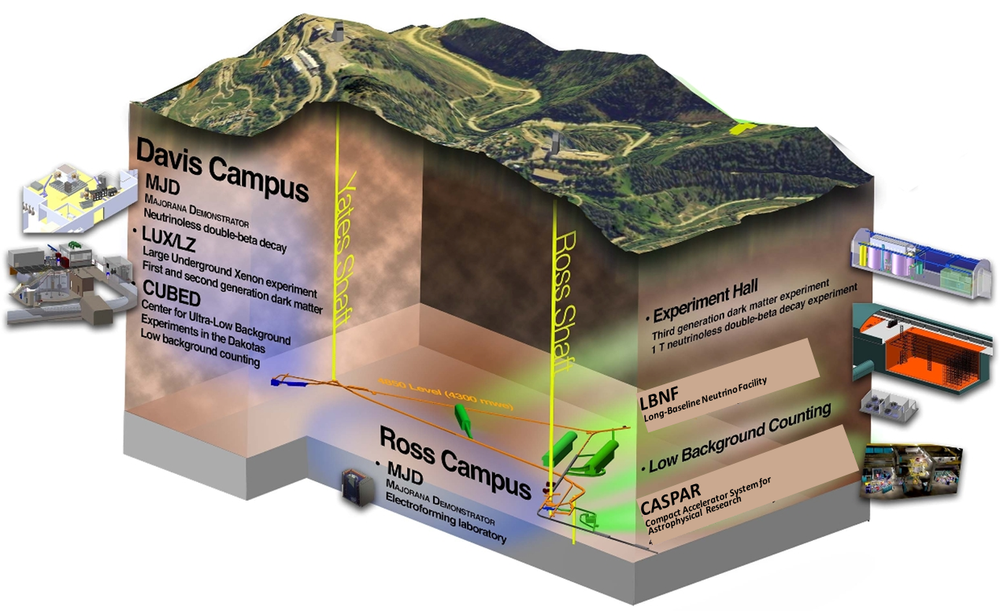 Davis Campus
MJD
MAJORANA DEMONSTRATOR
Neutrinoless double-beta decay
• LUX/LZ
Large Underground Xenon experiment
First and second generation dark matter
CUBED
Center for Ultra-Low Background
Experiments in the Dakotas
Low background counting
Yates Shaft
Ross Shaft
4850 Level (4300 mwe)
Ross Campus
• MJD
MAJORANA DEMONSTRATOR
Electroforming laboratory
• Experiment Hall
Third generation dark matter experiment
1 T neutrinoless double-beta decay experiment
LBNF
Long-Baseline Neutrino Facility
• Low Background Counting
CASPAR
Compact Accelerator System for
Astrophysical Research